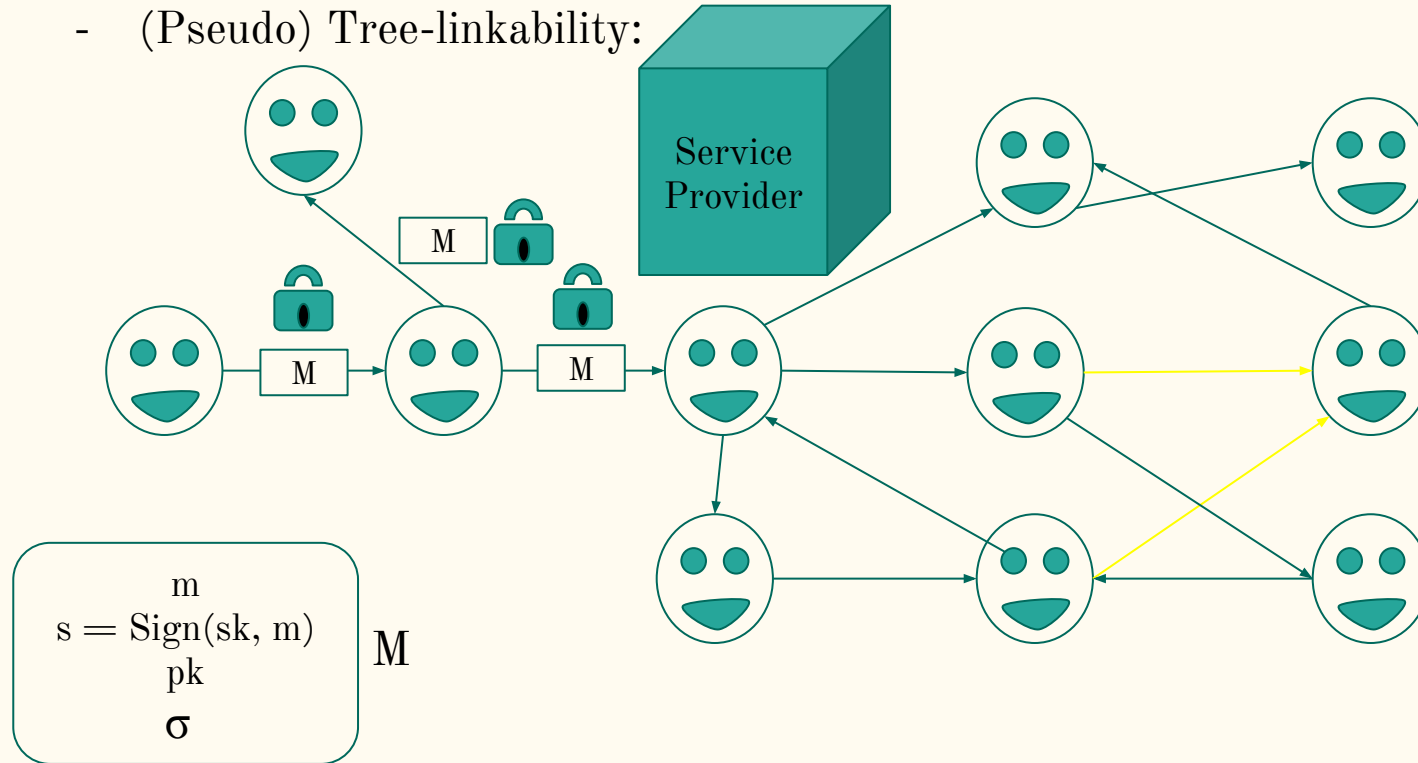 - (Pseudo) Tree-linkability:
Service
Provider
M
M
M
m
s = Sign(sk, m)
pk
σ
M